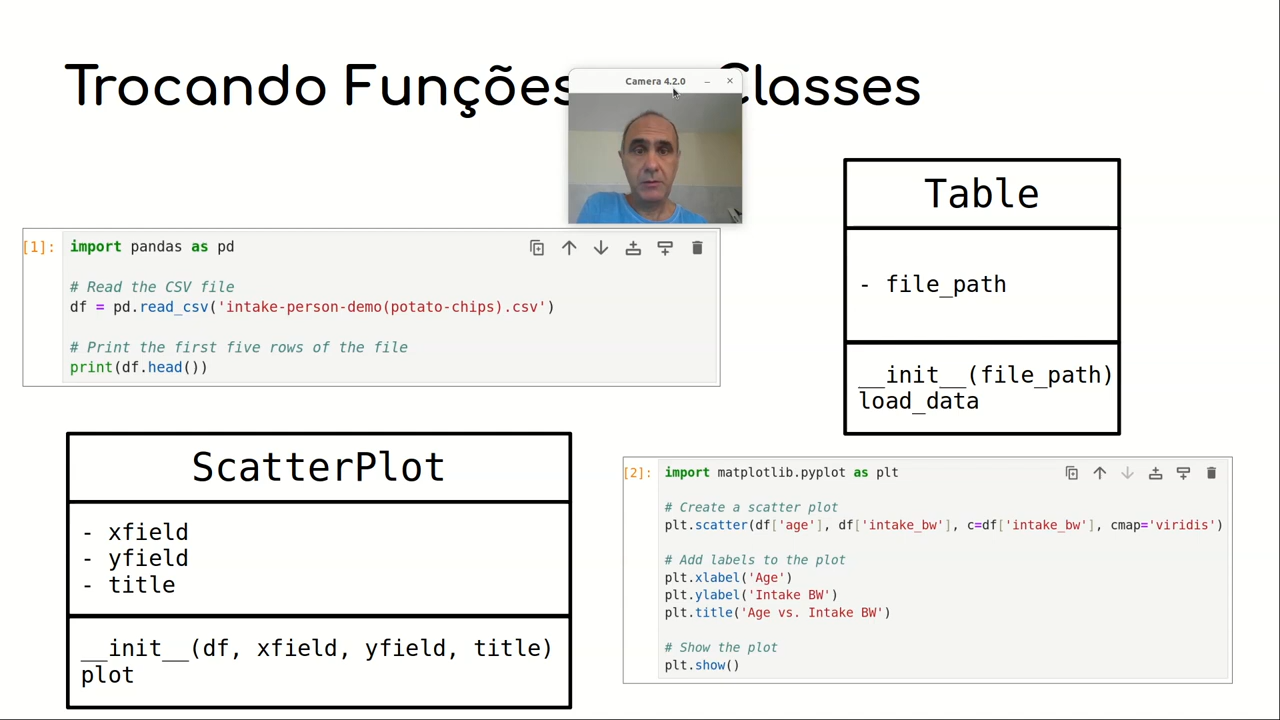 Trocando Funções Classes
Camera 4.2.0
[1]: import pandas as pd
# Read the CSV file
df = pd.read_csv('intake-person-demo(potato-chips).csv')
# Print the first five rows of the file
print(df.head())
Table
- file_path
__init__(file_path)
load_data
ScatterPlot
- xfield
- yfield
- title
__init__(df, xfield, yfield, title)
plot
[2]: import matplotlib.pyplot as plt
# Create a scatter plot
plt.scatter(df['age'], df['intake_bw'], c=df['intake_bw'], cmap='viridis')
# Add labels to the plot
plt.xlabel('Age')
plt.ylabel('Intake BW')
plt.title('Age vs. Intake BW')
# Show the plot
plt.show()